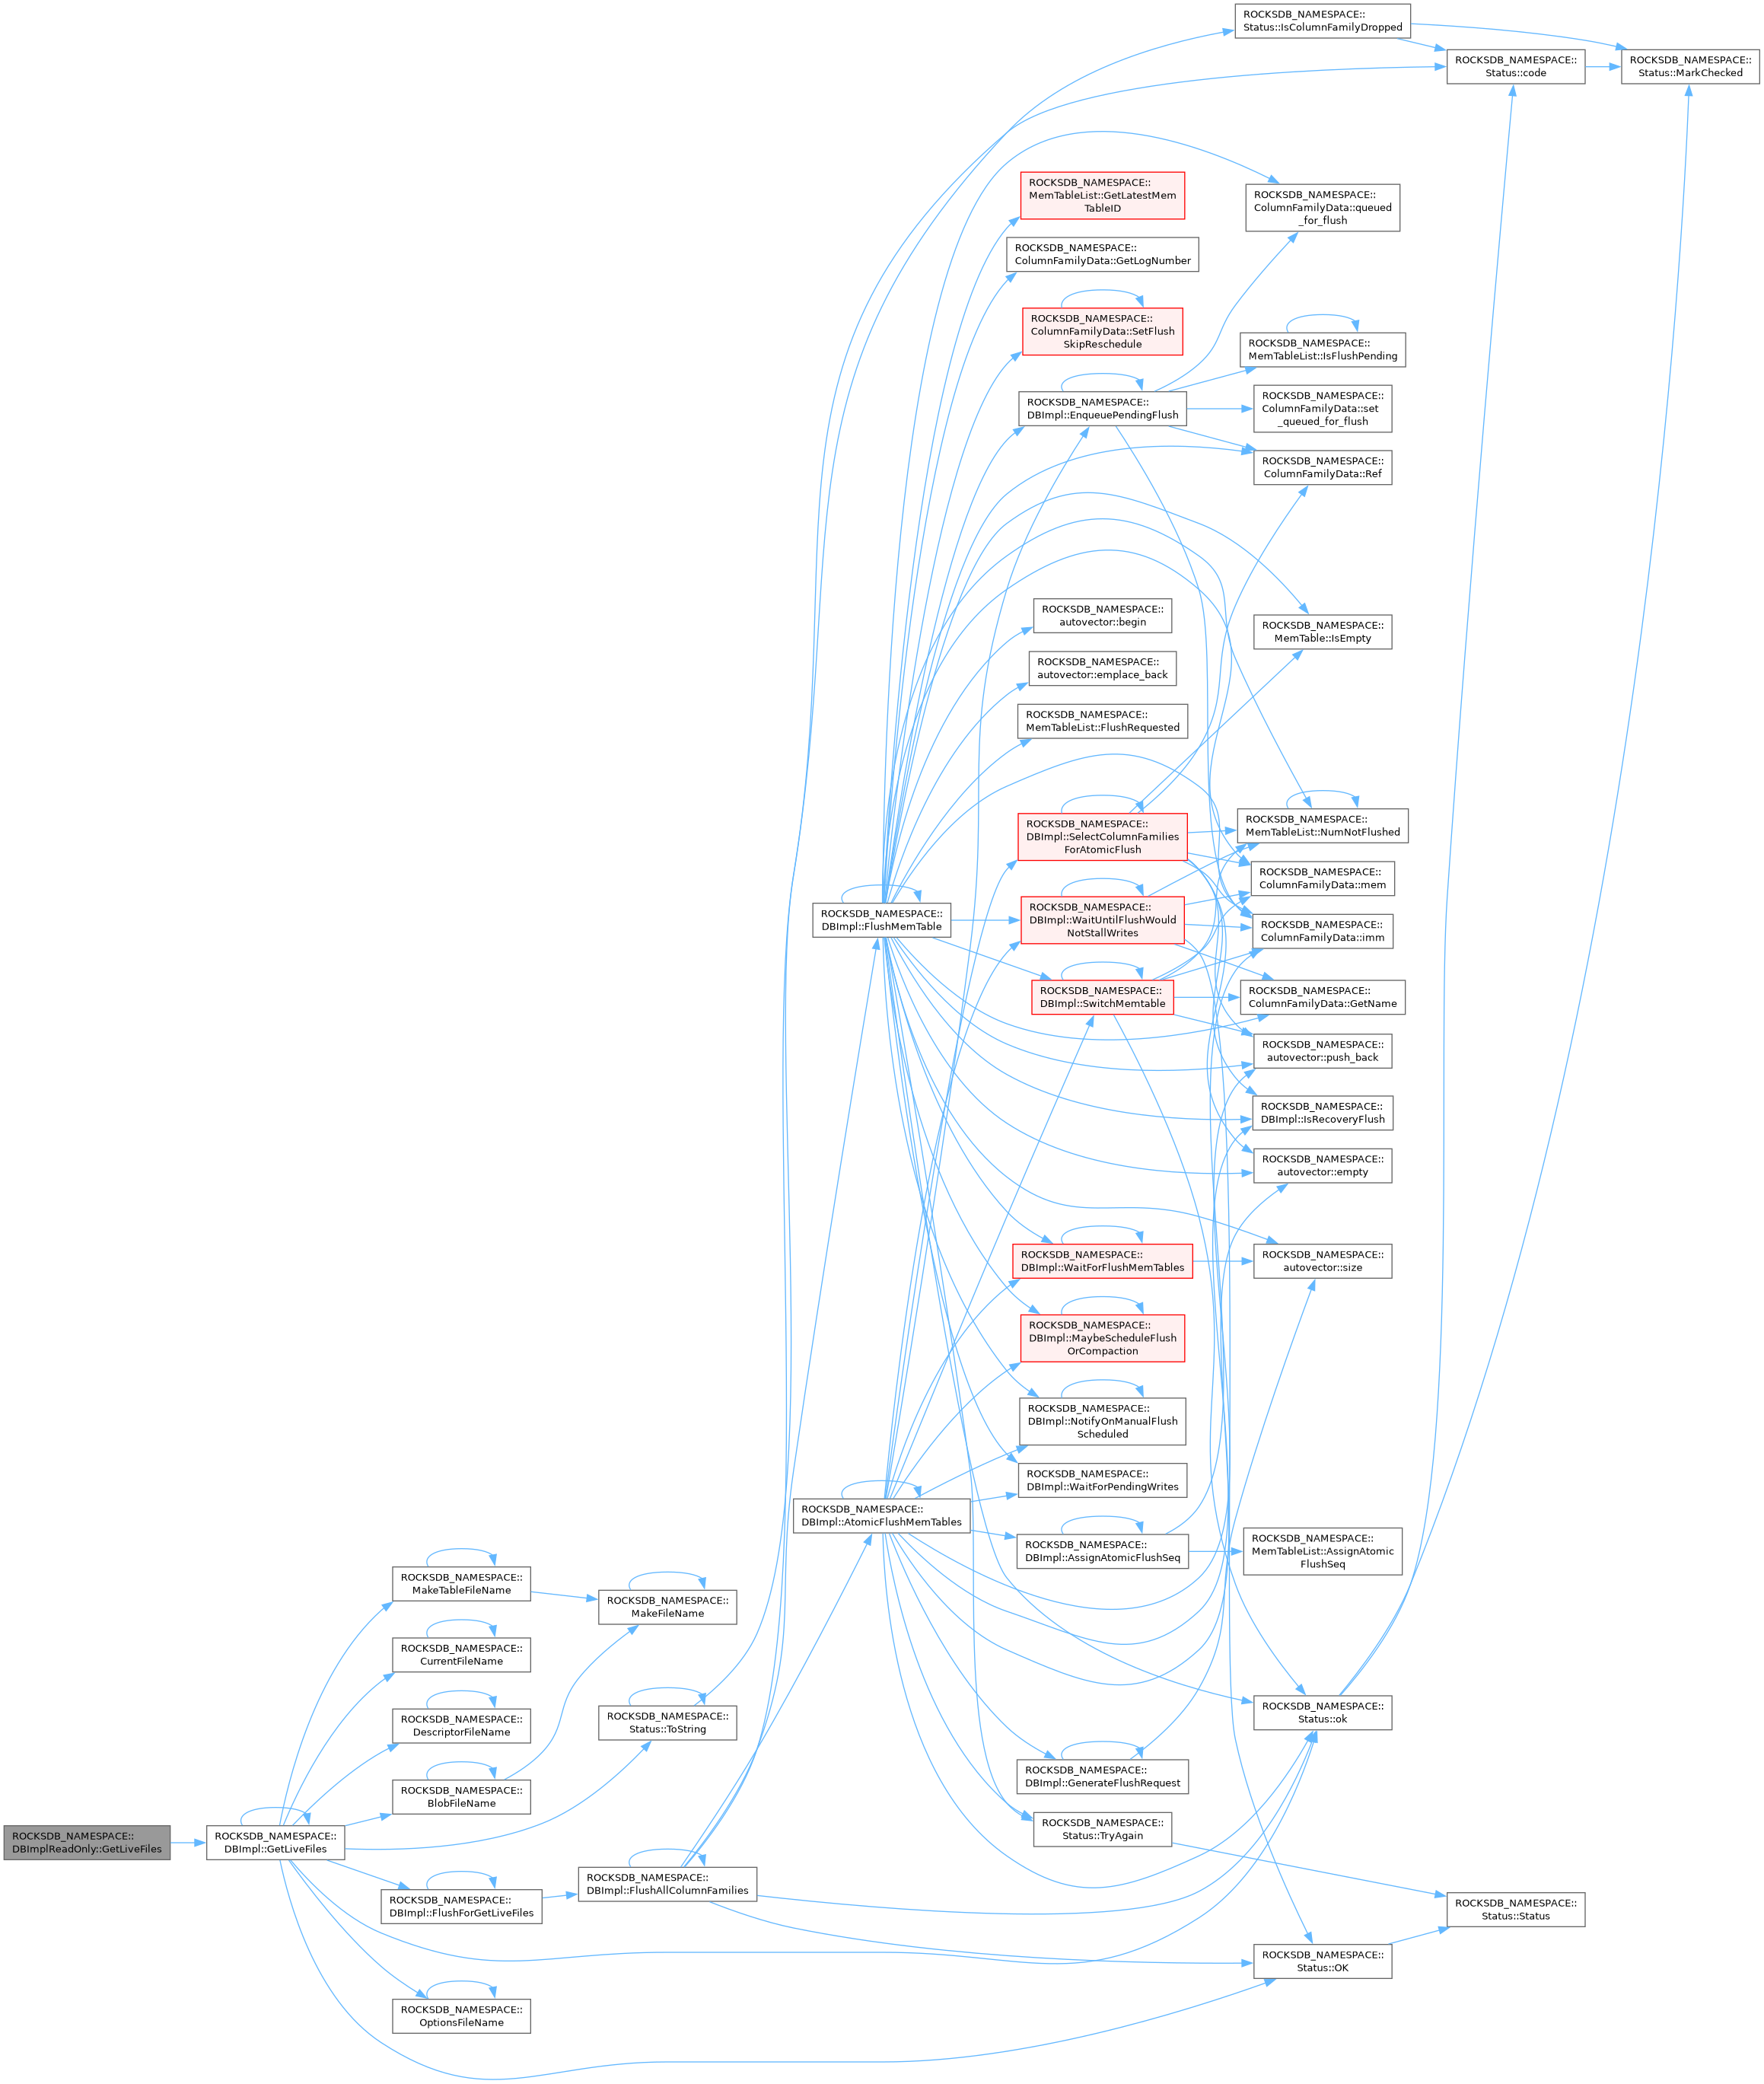 ROCKSDB_NAMESPACE::
DBImplReadOnly::GetLiveFiles
ROCKSDB_NAMESPACE::
DBImpl::GetLiveFiles
ROCKSDB_NAMESPACE::
MakeTableFileName
ROCKSDB_NAMESPACE::
CurrentFileName
ROCKSDB_NAMESPACE::
DescriptorFileName
ROCKSDB_NAMESPACE::
BlobFileName
ROCKSDB_NAMESPACE::
DBImpl::FlushForGetLiveFiles
ROCKSDB_NAMESPACE::
OptionsFileName
ROCKSDB_NAMESPACE::
MakeFileName
ROCKSDB_NAMESPACE::
Status::ToString
ROCKSDB_NAMESPACE::
DBImpl::FlushAllColumnFamilies
ROCKSDB_NAMESPACE::
DBImpl::FlushMemTable
ROCKSDB_NAMESPACE::
DBImpl::AtomicFlushMemTables
ROCKSDB_NAMESPACE::
MemTableList::GetLatestMem
TableID
ROCKSDB_NAMESPACE::
ColumnFamilyData::GetLogNumber
ROCKSDB_NAMESPACE::
ColumnFamilyData::SetFlush
SkipReschedule
ROCKSDB_NAMESPACE::
DBImpl::EnqueuePendingFlush
ROCKSDB_NAMESPACE::
autovector::begin
ROCKSDB_NAMESPACE::
autovector::emplace_back
ROCKSDB_NAMESPACE::
MemTableList::FlushRequested
ROCKSDB_NAMESPACE::
DBImpl::SelectColumnFamilies
ForAtomicFlush
ROCKSDB_NAMESPACE::
DBImpl::WaitUntilFlushWould
NotStallWrites
ROCKSDB_NAMESPACE::
DBImpl::SwitchMemtable
ROCKSDB_NAMESPACE::
DBImpl::WaitForFlushMemTables
ROCKSDB_NAMESPACE::
DBImpl::MaybeScheduleFlush
OrCompaction
ROCKSDB_NAMESPACE::
DBImpl::NotifyOnManualFlush
Scheduled
ROCKSDB_NAMESPACE::
DBImpl::WaitForPendingWrites
ROCKSDB_NAMESPACE::
DBImpl::AssignAtomicFlushSeq
ROCKSDB_NAMESPACE::
DBImpl::GenerateFlushRequest
ROCKSDB_NAMESPACE::
Status::TryAgain
ROCKSDB_NAMESPACE::
Status::IsColumnFamilyDropped
ROCKSDB_NAMESPACE::
ColumnFamilyData::queued
_for_flush
ROCKSDB_NAMESPACE::
MemTableList::IsFlushPending
ROCKSDB_NAMESPACE::
ColumnFamilyData::set
_queued_for_flush
ROCKSDB_NAMESPACE::
ColumnFamilyData::Ref
ROCKSDB_NAMESPACE::
MemTable::IsEmpty
ROCKSDB_NAMESPACE::
MemTableList::NumNotFlushed
ROCKSDB_NAMESPACE::
ColumnFamilyData::mem
ROCKSDB_NAMESPACE::
ColumnFamilyData::imm
ROCKSDB_NAMESPACE::
ColumnFamilyData::GetName
ROCKSDB_NAMESPACE::
autovector::push_back
ROCKSDB_NAMESPACE::
DBImpl::IsRecoveryFlush
ROCKSDB_NAMESPACE::
autovector::empty
ROCKSDB_NAMESPACE::
autovector::size
ROCKSDB_NAMESPACE::
MemTableList::AssignAtomic
FlushSeq
ROCKSDB_NAMESPACE::
Status::ok
ROCKSDB_NAMESPACE::
Status::OK
ROCKSDB_NAMESPACE::
Status::code
ROCKSDB_NAMESPACE::
Status::Status
ROCKSDB_NAMESPACE::
Status::MarkChecked